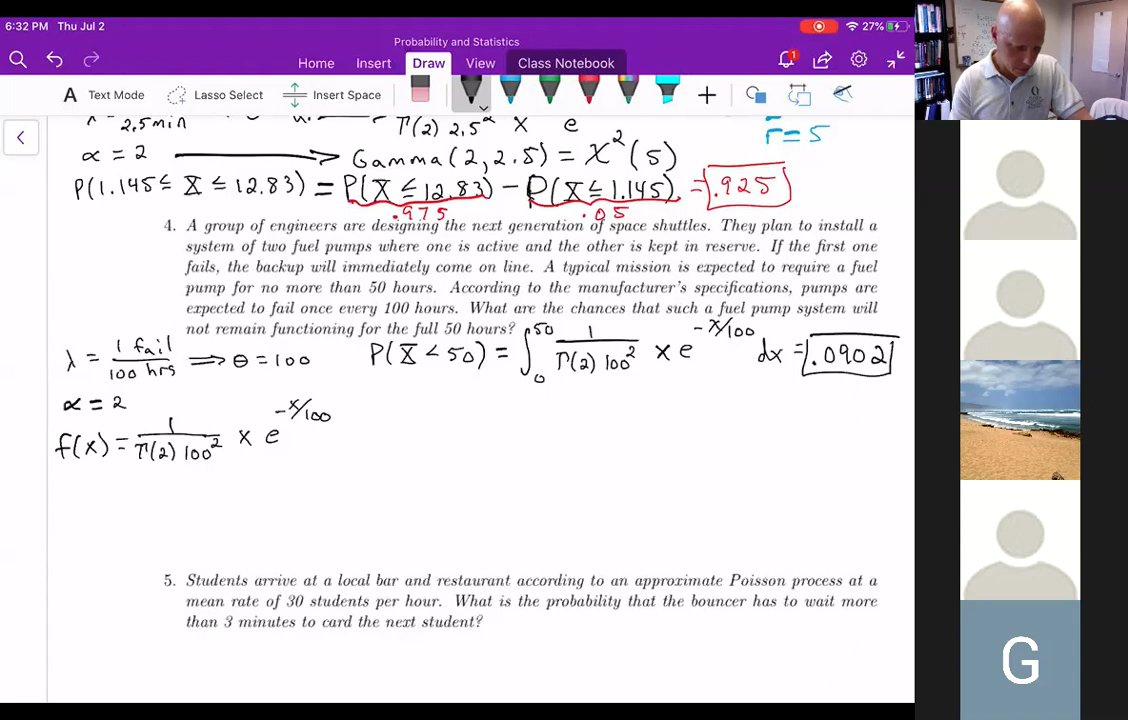 6:32 PM Thu Jul 2
27%
Probability and Statistics
Home Insert Draw View Class Notebook
1
A Text Mode Lasso Select Insert Space
2.5min Γ(2) 2.5² x e
r = 5
α = 2 → Gamma(2, 2.5) = X²(5)
P(1.145 ≤ X ≤ 12.83) = P(X ≤ 12.83) - P(X ≤ 1.145) = .925
.975 .05
4. A group of engineers are designing the next generation of space shuttles. They plan to install a
system of two fuel pumps where one is active and the other is kept in reserve. If the first one
fails, the backup will immediately come on line. A typical mission is expected to require a fuel
pump for no more than 50 hours. According to the manufacturer's specifications, pumps are
expected to fail once every 100 hours. What are the chances that such a fuel pump system will
not remain functioning for the full 50 hours?
λ = 1 fail / 100 hrs ⟹ θ = 100
P(X < 50) = ∫₀⁵⁰ 1/(Γ(2) 100²) x e^(-x/100) dx = .0902
α = 2
f(x) = 1/(Γ(2) 100²) x e^(-x/100)
5. Students arrive at a local bar and restaurant according to an approximate Poisson process at a
mean rate of 30 students per hour. What is the probability that the bouncer has to wait more
than 3 minutes to card the next student?
G